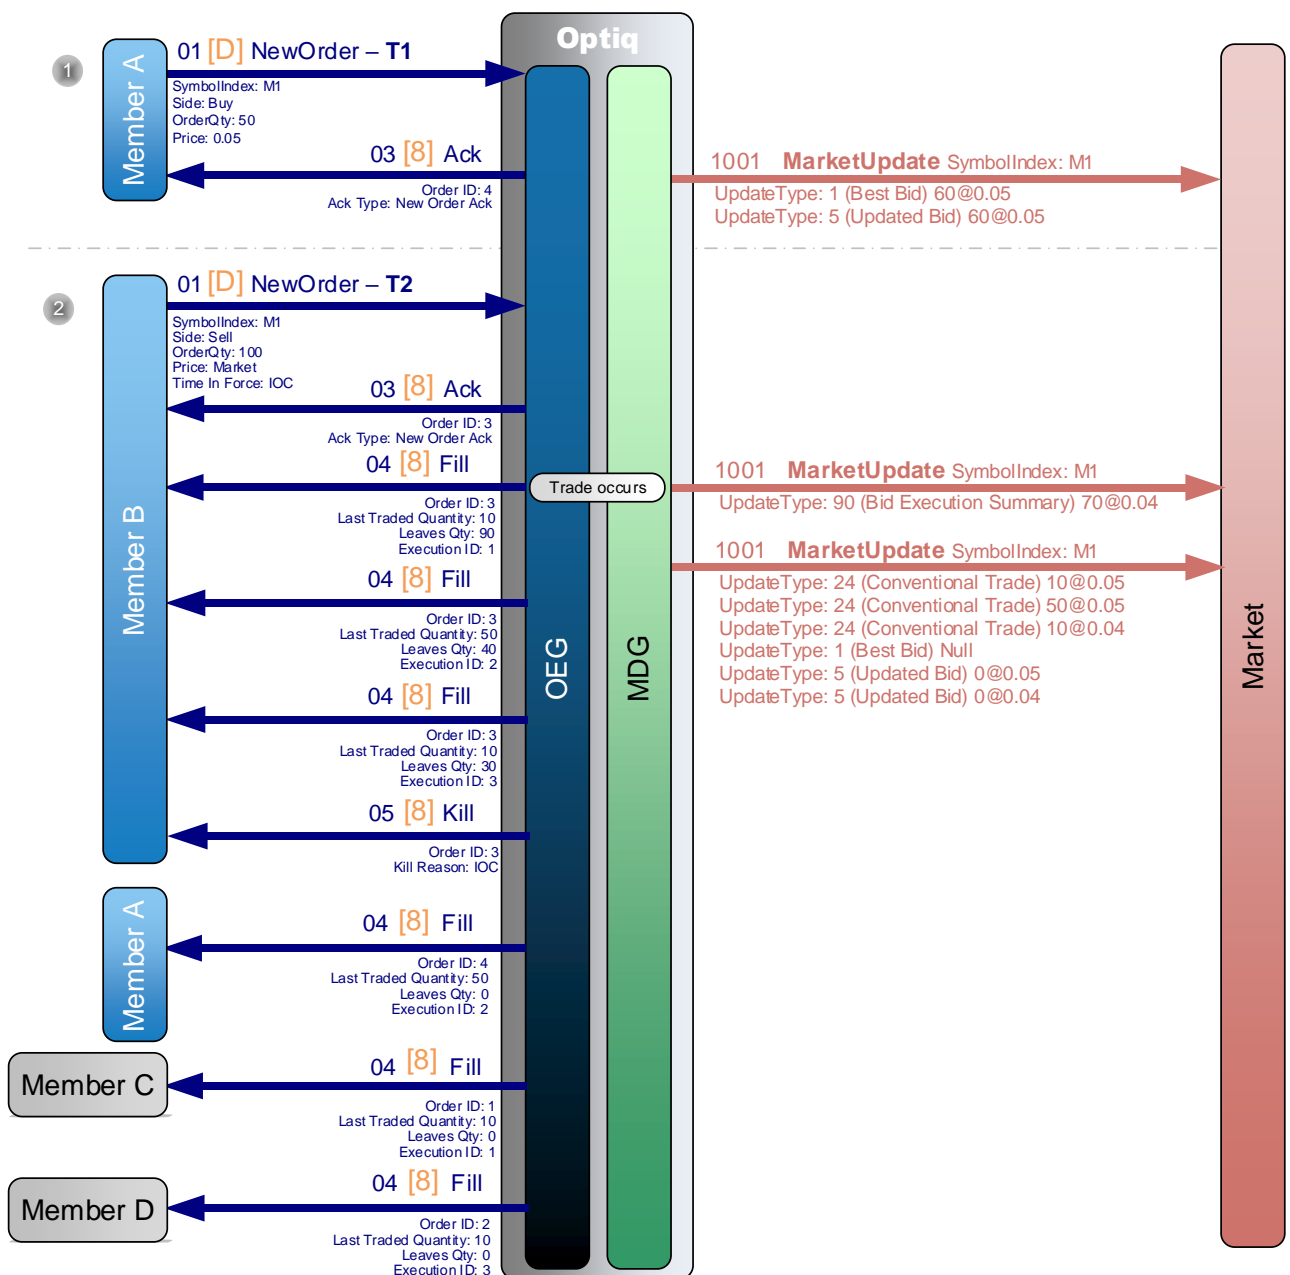 Optiq
1
Member A
01 [D] NewOrder – T1
SymbolIndex: M1
Side: Buy
OrderQty: 50
Price: 0.05
03 [8] Ack
Order ID: 4
Ack Type: New Order Ack
1001 MarketUpdate SymbolIndex: M1
UpdateType: 1 (Best Bid) 60@0.05
UpdateType: 5 (Updated Bid) 60@0.05
2
Member B
01 [D] NewOrder – T2
SymbolIndex: M1
Side: Sell
OrderQty: 100
Price: Market
Time In Force: IOC
03 [8] Ack
Order ID: 3
Ack Type: New Order Ack
04 [8] Fill
Trade occurs
Order ID: 3
Last Traded Quantity: 10
Leaves Qty: 90
Execution ID: 1
1001 MarketUpdate SymbolIndex: M1
UpdateType: 90 (Bid Execution Summary) 70@0.04
1001 MarketUpdate SymbolIndex: M1
UpdateType: 24 (Conventional Trade) 10@0.05
UpdateType: 24 (Conventional Trade) 50@0.05
UpdateType: 24 (Conventional Trade) 10@0.04
UpdateType: 1 (Best Bid) Null
UpdateType: 5 (Updated Bid) 0@0.05
UpdateType: 5 (Updated Bid) 0@0.04
04 [8] Fill
Order ID: 3
Last Traded Quantity: 50
Leaves Qty: 40
Execution ID: 2
OEG
MDG
Market
04 [8] Fill
Order ID: 3
Last Traded Quantity: 10
Leaves Qty: 30
Execution ID: 3
05 [8] Kill
Order ID: 3
Kill Reason: IOC
Member A
04 [8] Fill
Order ID: 4
Last Traded Quantity: 50
Leaves Qty: 0
Execution ID: 2
Member C
04 [8] Fill
Order ID: 1
Last Traded Quantity: 10
Leaves Qty: 0
Execution ID: 1
Member D
04 [8] Fill
Order ID: 2
Last Traded Quantity: 10
Leaves Qty: 0
Execution ID: 3